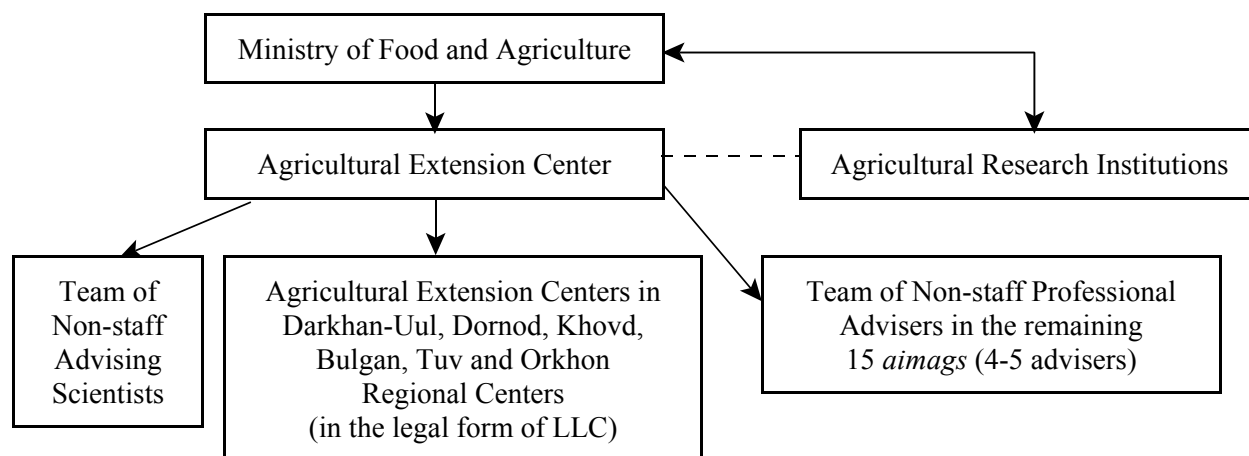 Ministry of Food and Agriculture
Agricultural Extension Center
Agricultural Research Institutions
Team of
Non-staff
Advising
Scientists
Agricultural Extension Centers in
Darkhan-Uul, Dornod, Khovd,
Bulgan, Tuv and Orkhon
Regional Centers
(in the legal form of LLC)
Team of Non-staff Professional
Advisers in the remaining
15 aimags (4-5 advisers)